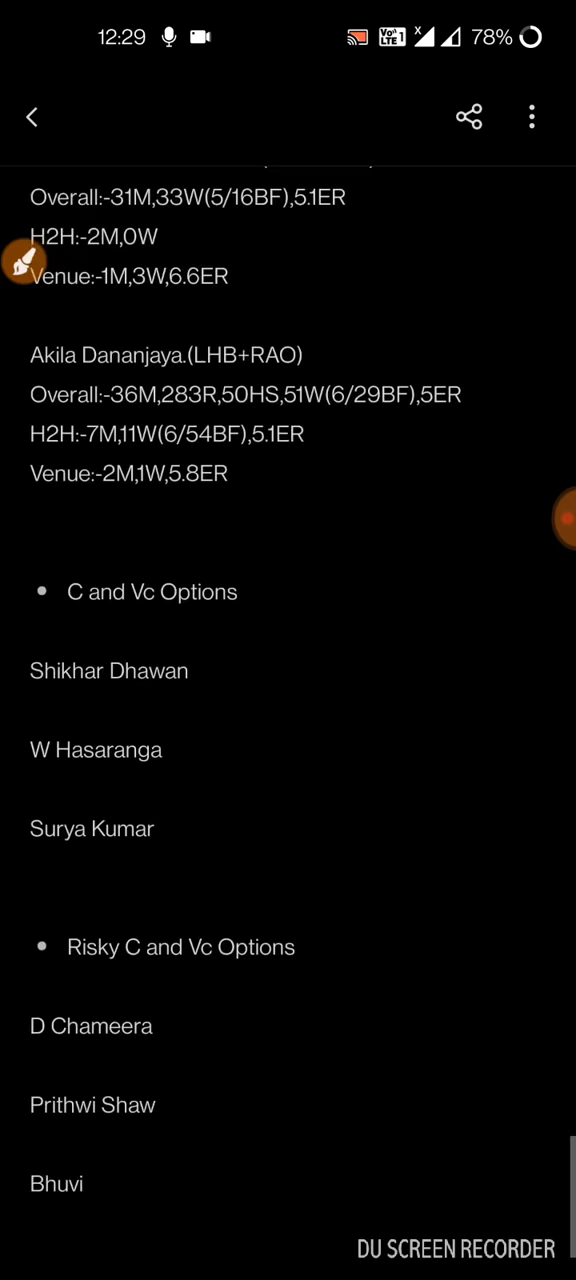 12:29 Vo) LTE 1 x 78%
Overall:-31M,33W(5/16BF),5.1ER
H2H:-2M,0W
Venue:-1M,3W,6.6ER
Akila Dananjaya.(LHB+RAO)
Overall:-36M,283R,50HS,51W(6/29BF),5ER
H2H:-7M,11W(6/54BF),5.1ER
Venue:-2M,1W,5.8ER
• C and Vc Options
Shikhar Dhawan
W Hasaranga
Surya Kumar
• Risky C and Vc Options
D Chameera
Prithwi Shaw
Bhuvi
DU SCREEN RECORDER